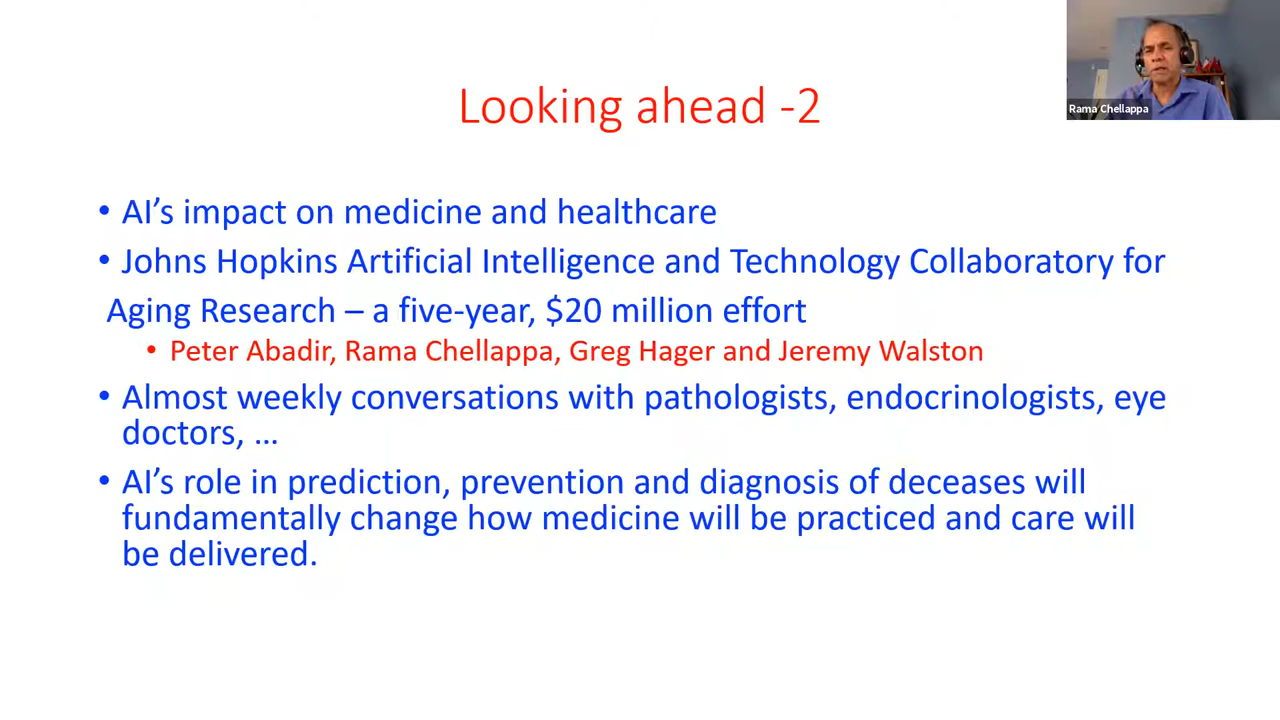 Rama Chellappa
Looking ahead -2
• AI’s impact on medicine and healthcare
• Johns Hopkins Artificial Intelligence and Technology Collaboratory for
Aging Research – a five-year, $20 million effort
• Peter Abadir, Rama Chellappa, Greg Hager and Jeremy Walston
• Almost weekly conversations with pathologists, endocrinologists, eye
doctors, …
• AI’s role in prediction, prevention and diagnosis of deceases will
fundamentally change how medicine will be practiced and care will
be delivered.